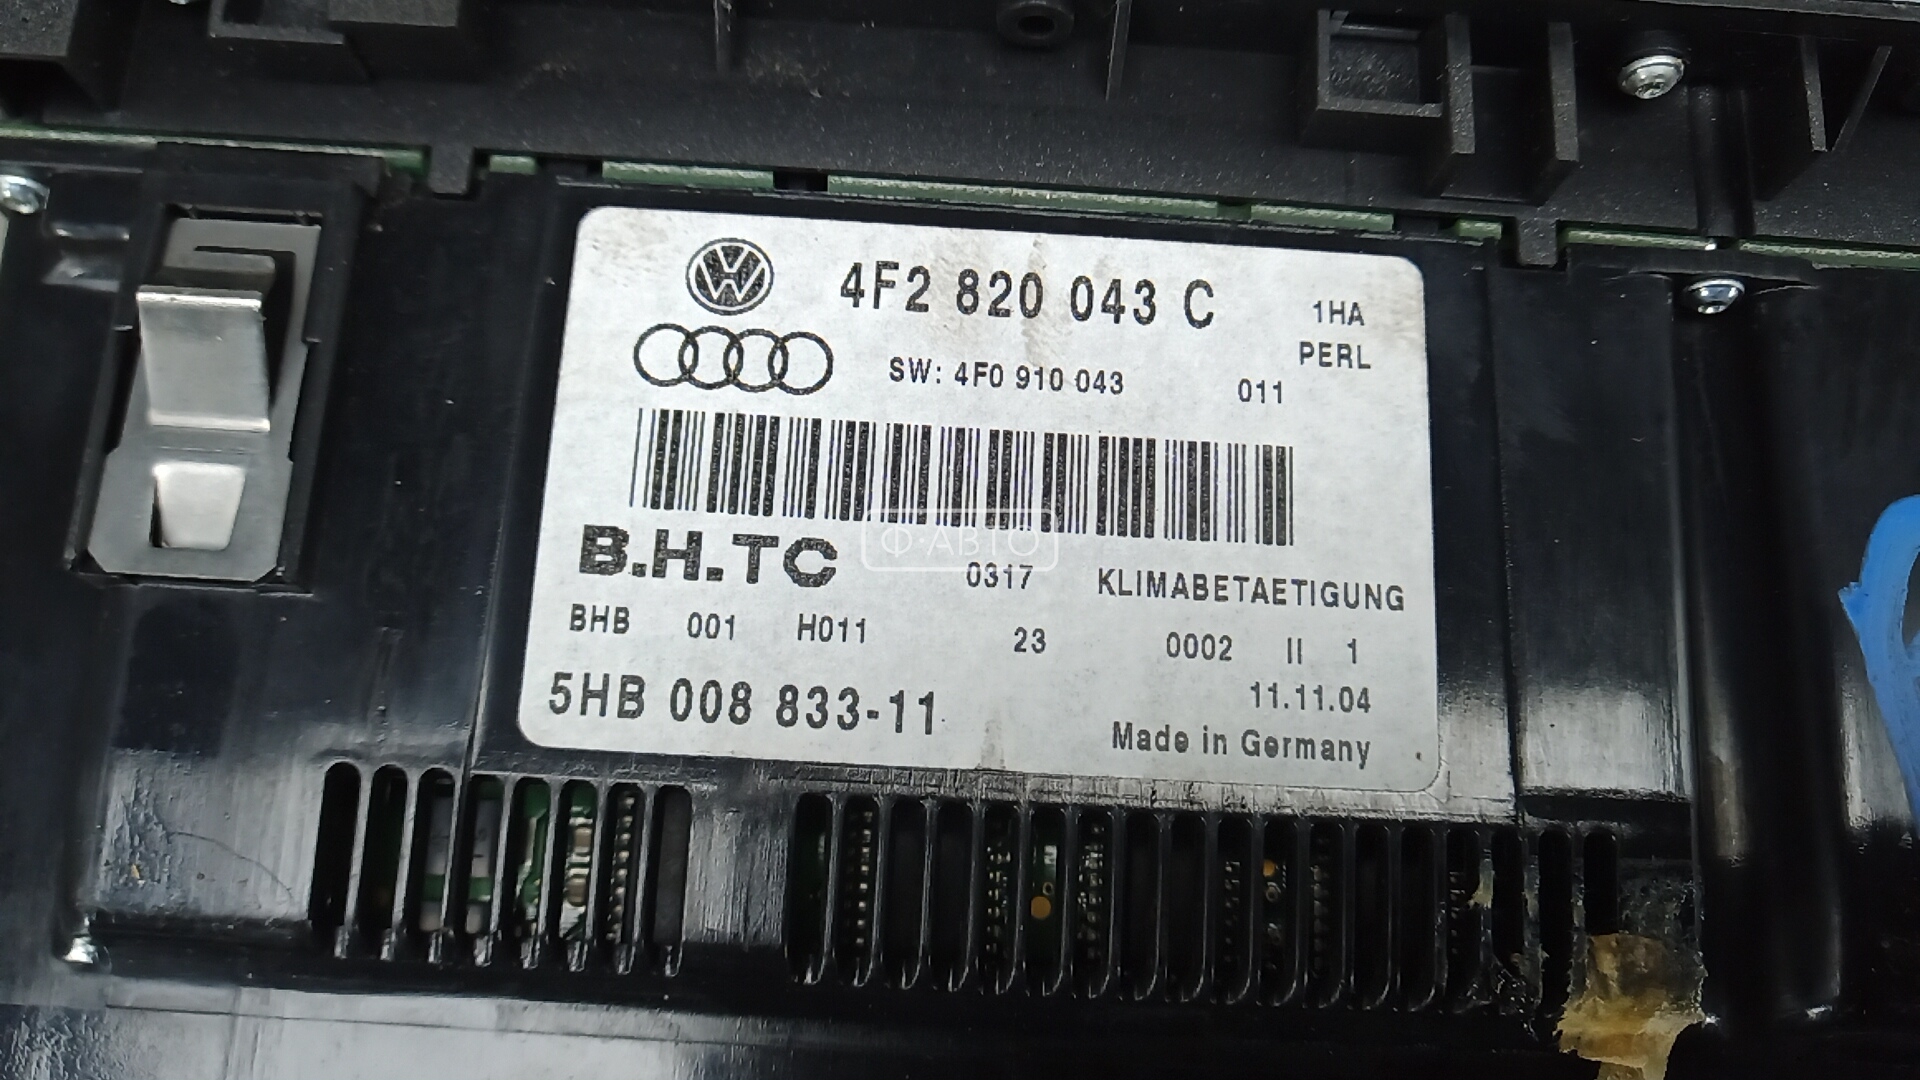 4F2 820 043 C 1HA
PERL
SW: 4F0 910 043 011
Ф·АВТО
B.H.TC 0317 KLIMABETAETIGUNG
BHB 001 H011 23 0002 II 1
11.11.04
5HB 008 833-11
Made in Germany